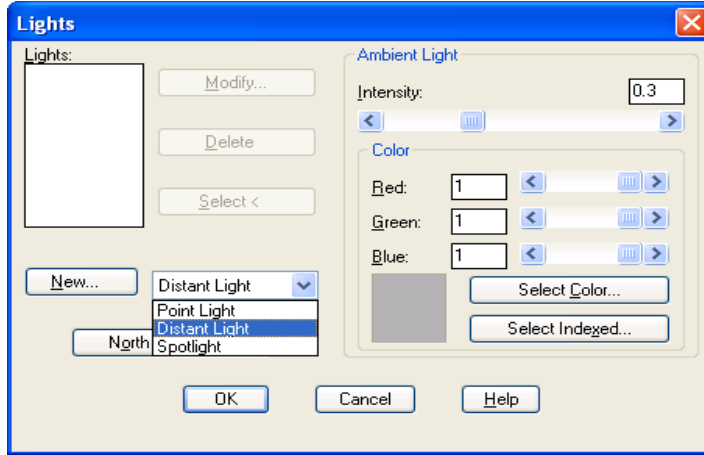 Lights
Lights:
Modify...
Delete
Select <
New...
Distant Light
Point Light
Distant Light
Spotlight
North
Ambient Light
Intensity:
0.3
Color
Red:
1
Green:
1
Blue:
1
Select Color...
Select Indexed...
OK
Cancel
Help